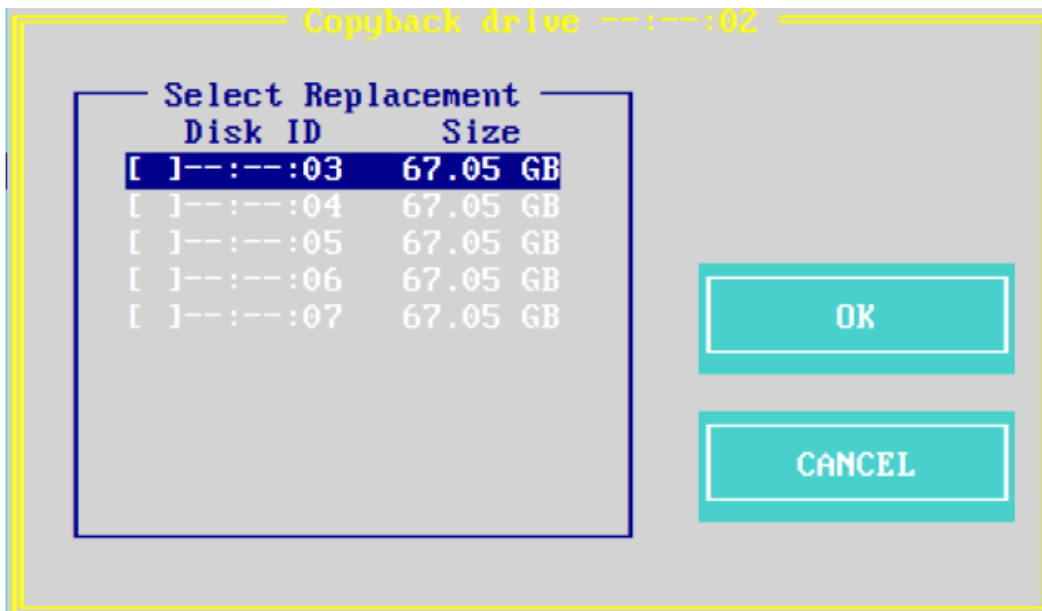 Copyback drive --:--:02
Select Replacement
Disk ID Size
[ ]--:--:03 67.05 GB
[ ]--:--:04 67.05 GB
[ ]--:--:05 67.05 GB
[ ]--:--:06 67.05 GB
[ ]--:--:07 67.05 GB
OK
CANCEL